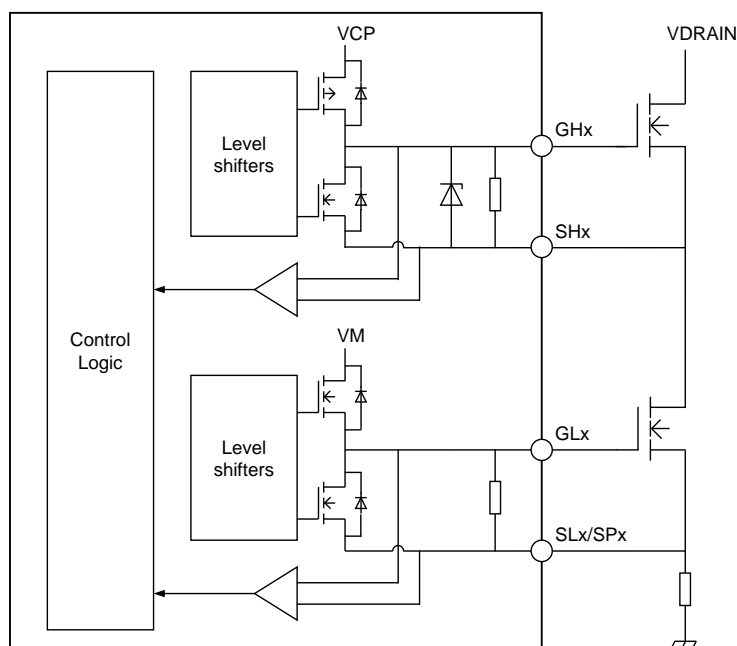 VCP
VDRAIN
Level
shifters
GHx
SHx
Control
Logic
VM
Level
shifters
GLx
SLx/SPx